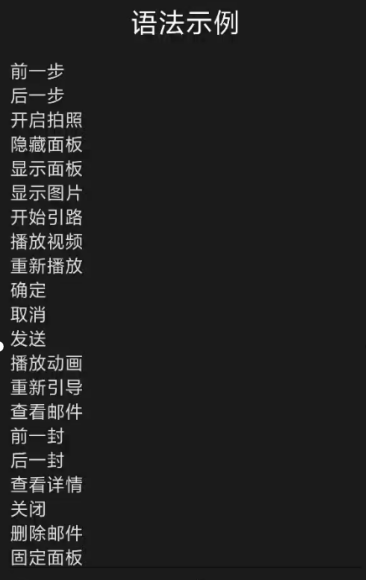 语法示例
前一步
后一步
开启拍照
隐藏面板
显示面板
显示图片
开始引路
播放视频
重新播放
确定
取消
发送
播放动画
重新引导
查看邮件
前一封
后一封
查看详情
关闭
删除邮件
固定面板